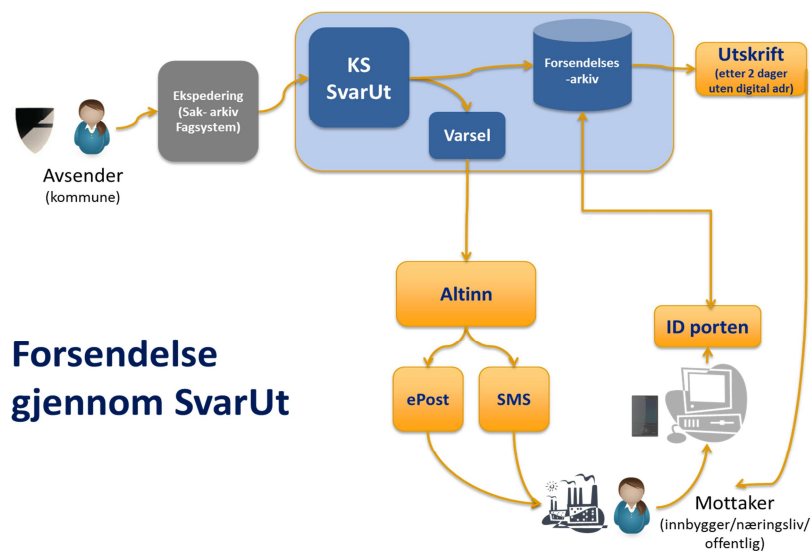 KS
SvarUt
Forsendelses
-arkiv
Utskrift
(etter 2 dager
uten digital adr)
Ekspedering
(Sak- arkiv
Fagsystem)
Varsel
Avsender
(kommune)
Altinn
ID porten
Forsendelse
gjennom SvarUt
ePost
SMS
Mottaker
(innbygger/næringsliv/
offentlig)